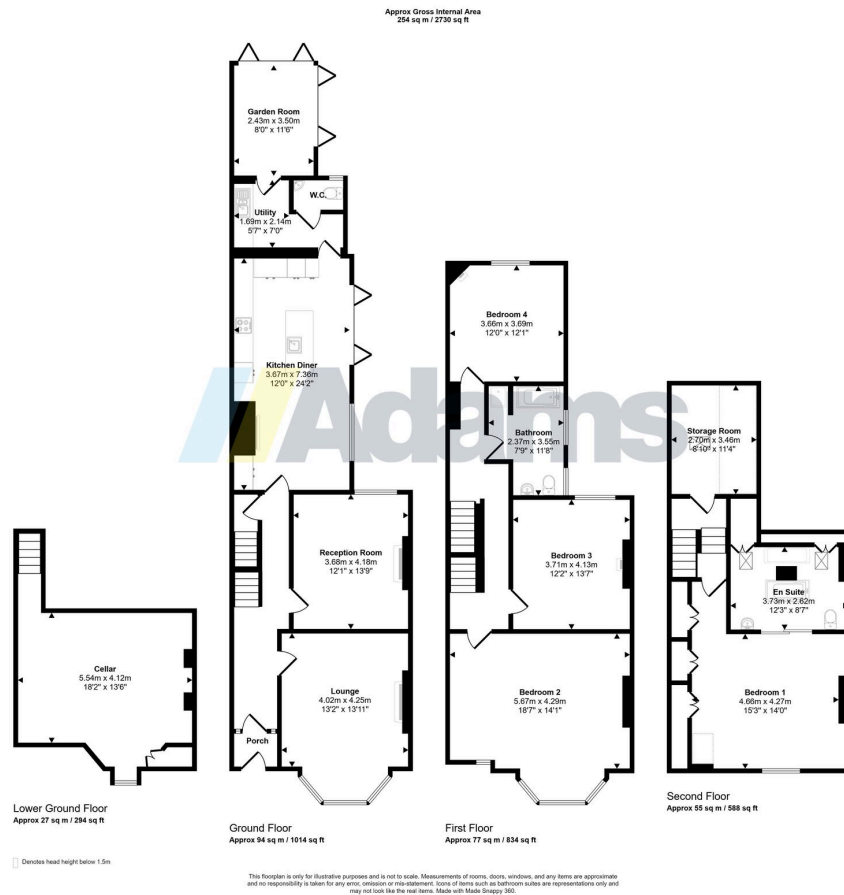 Approx Gross Internal Area
254 sq m / 2730 sq ft
Garden Room
2.43m x 3.50m
8'0" x 11'6"
W.C.
Utility
1.69m x 2.14m
5'7" x 7'0"
Kitchen Diner
3.67m x 7.36m
12'0" x 24'2"
Reception Room
3.68m x 4.18m
12'1" x 13'9"
Lounge
4.02m x 4.25m
13'2" x 13'11"
Porch
Bedroom 4
3.66m x 3.69m
12'0" x 12'1"
Bathroom
2.37m x 3.55m
7'9" x 11'8"
Bedroom 3
3.71m x 4.13m
12'2" x 13'7"
Bedroom 2
5.67m x 4.29m
18'7" x 14'1"
Storage Room
2.70m x 3.46m
8'10" x 11'4"
En Suite
3.73m x 2.62m
12'3" x 8'7"
Bedroom 1
4.66m x 4.27m
15'3" x 14'0"
Cellar
5.54m x 4.12m
18'2" x 13'6"
Adams
Lower Ground Floor
Approx 27 sq m / 294 sq ft
Ground Floor
Approx 94 sq m / 1014 sq ft
First Floor
Approx 77 sq m / 834 sq ft
Second Floor
Approx 55 sq m / 588 sq ft
Denotes head height below 1.5m
This floorplan is only for illustrative purposes and is not to scale. Measurements of rooms, doors, windows, and any items are approximate
and no responsibility is taken for any error, omission or mis-statement. Icons of items such as bathroom suites are representations only and
may not look like the real items. Made with Made Snappy 360.